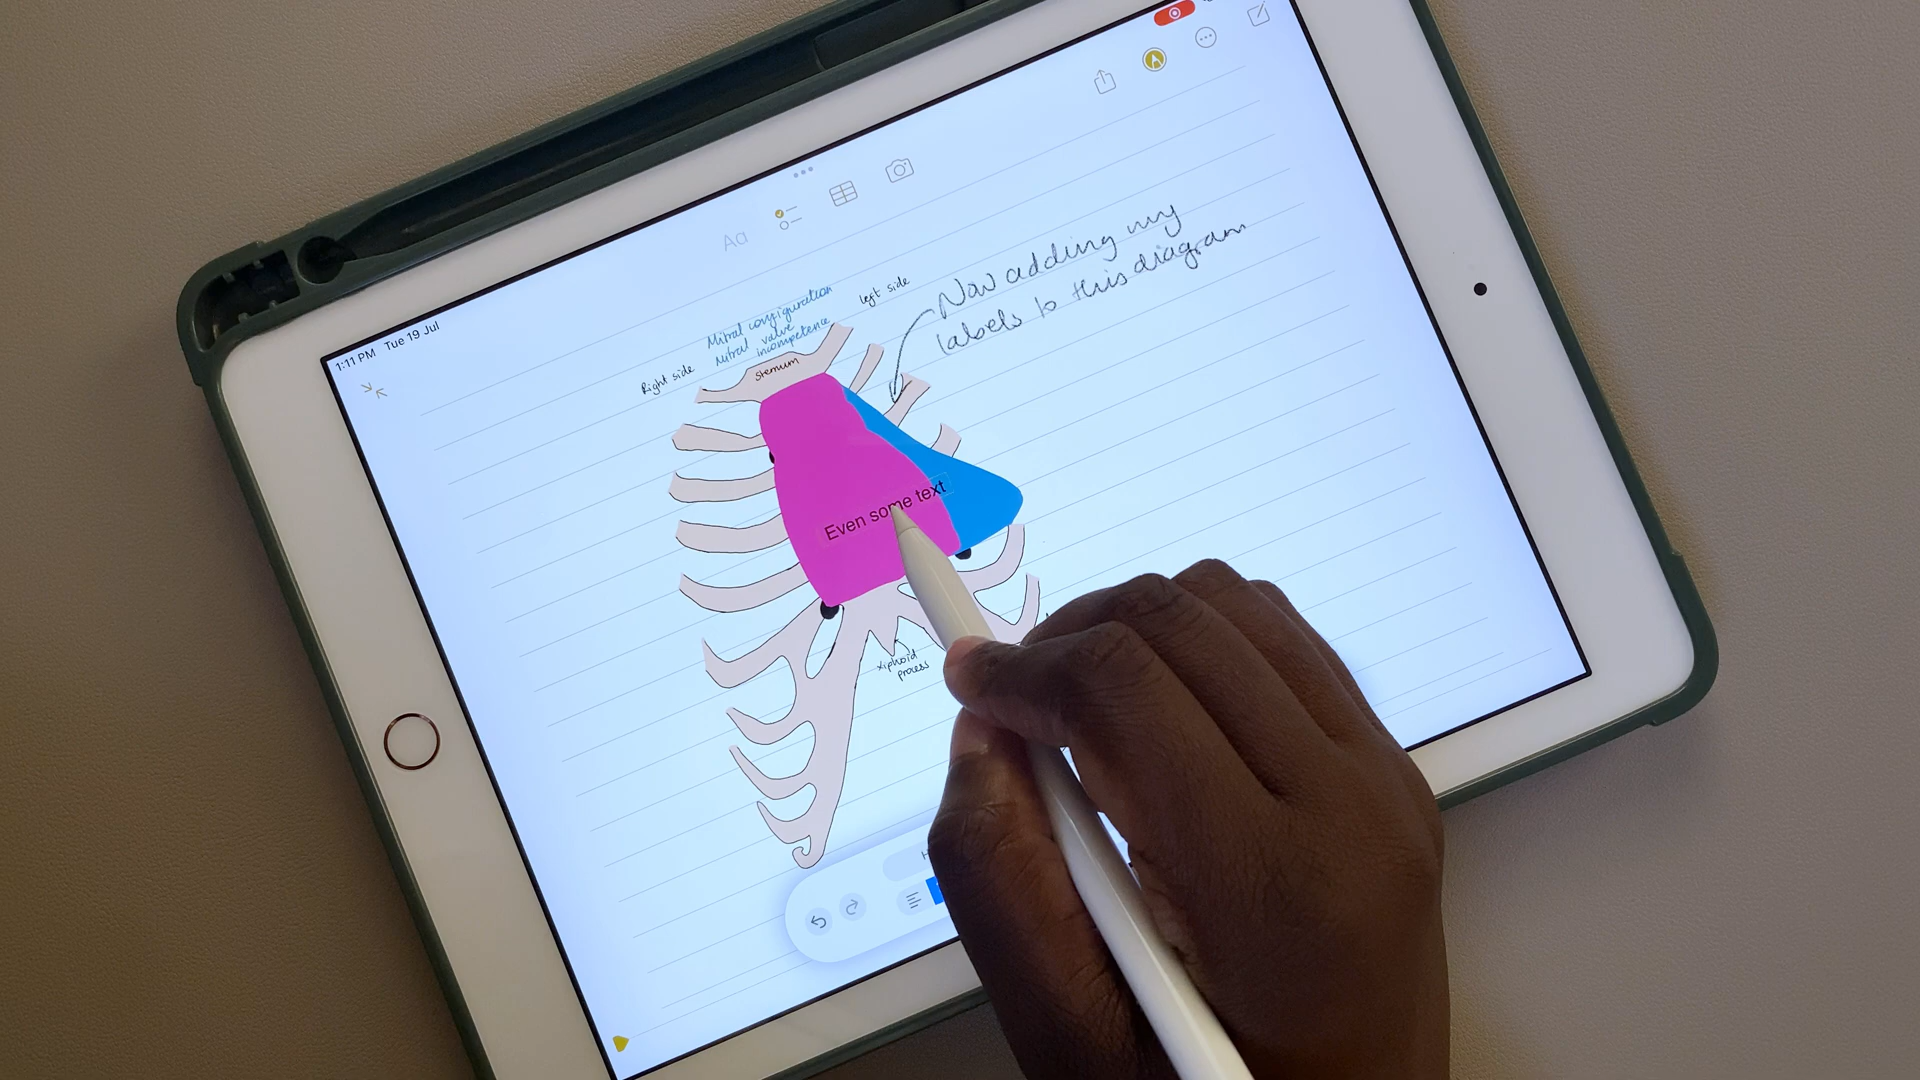 1:11 PM Tue 19 Jul
Aa
Now adding my
labels to this diagram
left side
Mitral configuration
Mitral valve
incompetence
Right side
Sternum
Even some text
Xiphoid
process